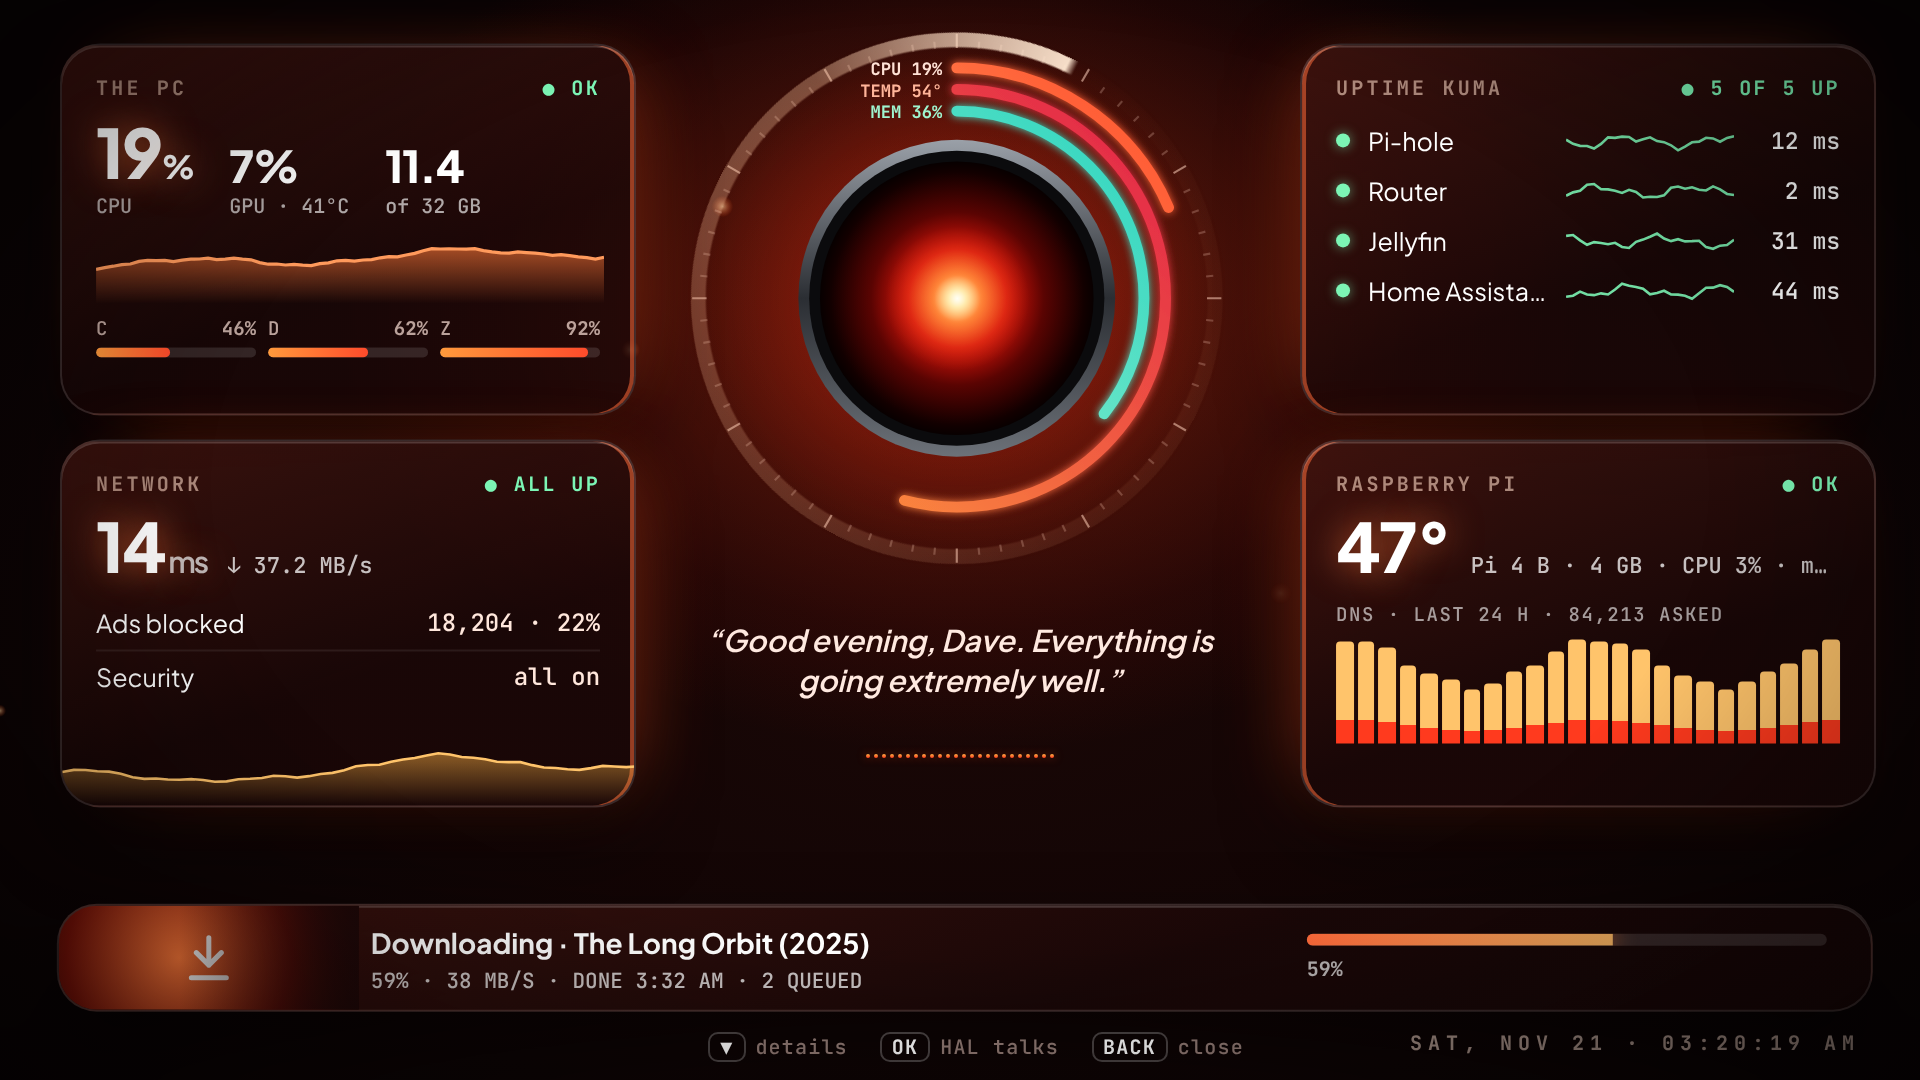 THE PC
● OK
19%
CPU
7%
GPU · 41°C
11.4
of 32 GB
C 46% D 62% Z 92%
NETWORK
● ALL UP
14ms ↓ 37.2 MB/s
Ads blocked 18,204 · 22%
Security all on
CPU 19%
TEMP 54°
MEM 36%
“Good evening, Dave. Everything is
going extremely well.”
UPTIME KUMA
● 5 OF 5 UP
Pi-hole 12 ms
Router 2 ms
Jellyfin 31 ms
Home Assista… 44 ms
RASPBERRY PI
● OK
47° Pi 4 B · 4 GB · CPU 3% · m…
DNS · LAST 24 H · 84,213 ASKED
Downloading · The Long Orbit (2025)
59% · 38 MB/S · DONE 3:32 AM · 2 QUEUED
59%
▼ details OK HAL talks BACK close
SAT, NOV 21 · 03:20:19 AM